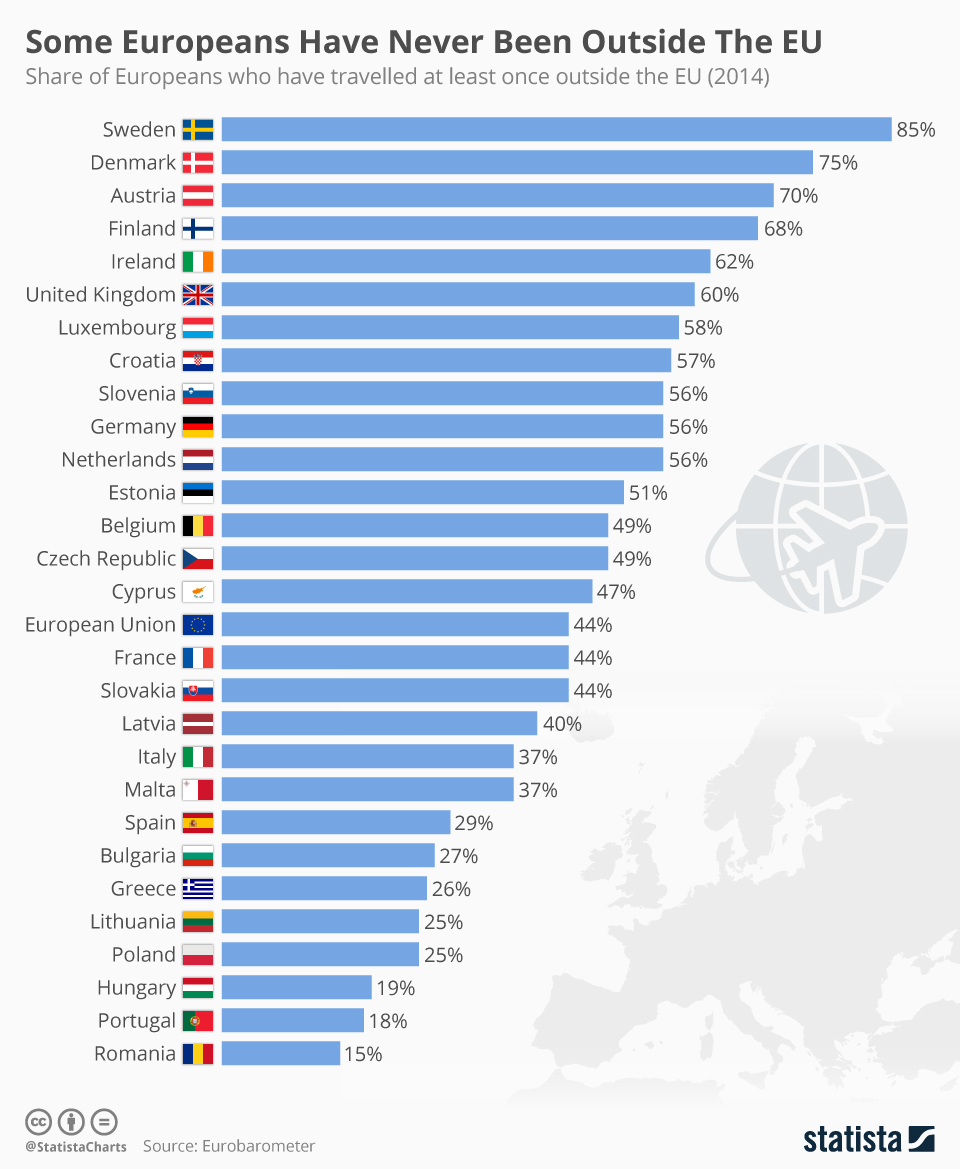 Some Europeans Have Never Been Outside The EU
Share of Europeans who have travelled at least once outside the EU (2014)
Sweden 85%
Denmark 75%
Austria 70%
Finland 68%
Ireland 62%
United Kingdom 60%
Luxembourg 58%
Croatia 57%
Slovenia 56%
Germany 56%
Netherlands 56%
Estonia 51%
Belgium 49%
Czech Republic 49%
Cyprus 47%
European Union 44%
France 44%
Slovakia 44%
Latvia 40%
Italy 37%
Malta 37%
Spain 29%
Bulgaria 27%
Greece 26%
Lithuania 25%
Poland 25%
Hungary 19%
Portugal 18%
Romania 15%
cc
@StatistaCharts Source: Eurobarometer
statista